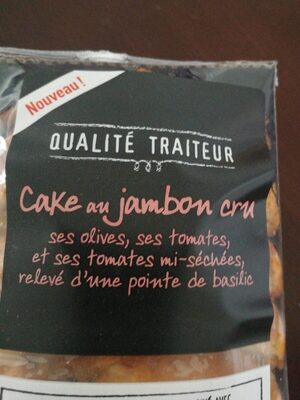 Nouveau !
QUALITÉ TRAITEUR
Cake au jambon cru
ses olives, ses tomates,
et ses tomates mi-séchées,
relevé d'une pointe de basilic